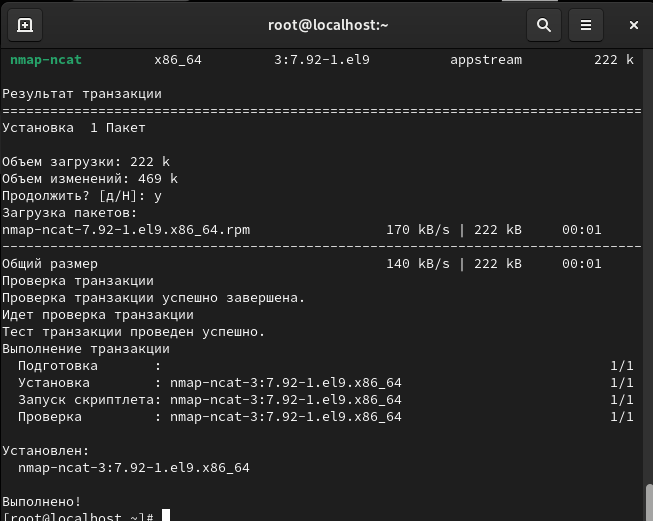 root@localhost:~
nmap-ncat x86_64 3:7.92-1.el9 appstream 222 k
Результат транзакции
================================================================================
Установка 1 Пакет
Объем загрузки: 222 k
Объем изменений: 469 k
Продолжить? [д/Н]: y
Загрузка пакетов:
nmap-ncat-7.92-1.el9.x86_64.rpm 170 kB/s | 222 kB 00:01
--------------------------------------------------------------------------------
Общий размер 140 kB/s | 222 kB 00:01
Проверка транзакции
Проверка транзакции успешно завершена.
Идет проверка транзакции
Тест транзакции проведен успешно.
Выполнение транзакции
Подготовка : 1/1
Установка : nmap-ncat-3:7.92-1.el9.x86_64 1/1
Запуск скриптлета: nmap-ncat-3:7.92-1.el9.x86_64 1/1
Проверка : nmap-ncat-3:7.92-1.el9.x86_64 1/1
Установлен:
nmap-ncat-3:7.92-1.el9.x86_64
Выполнено!
[root@localhost ~]#